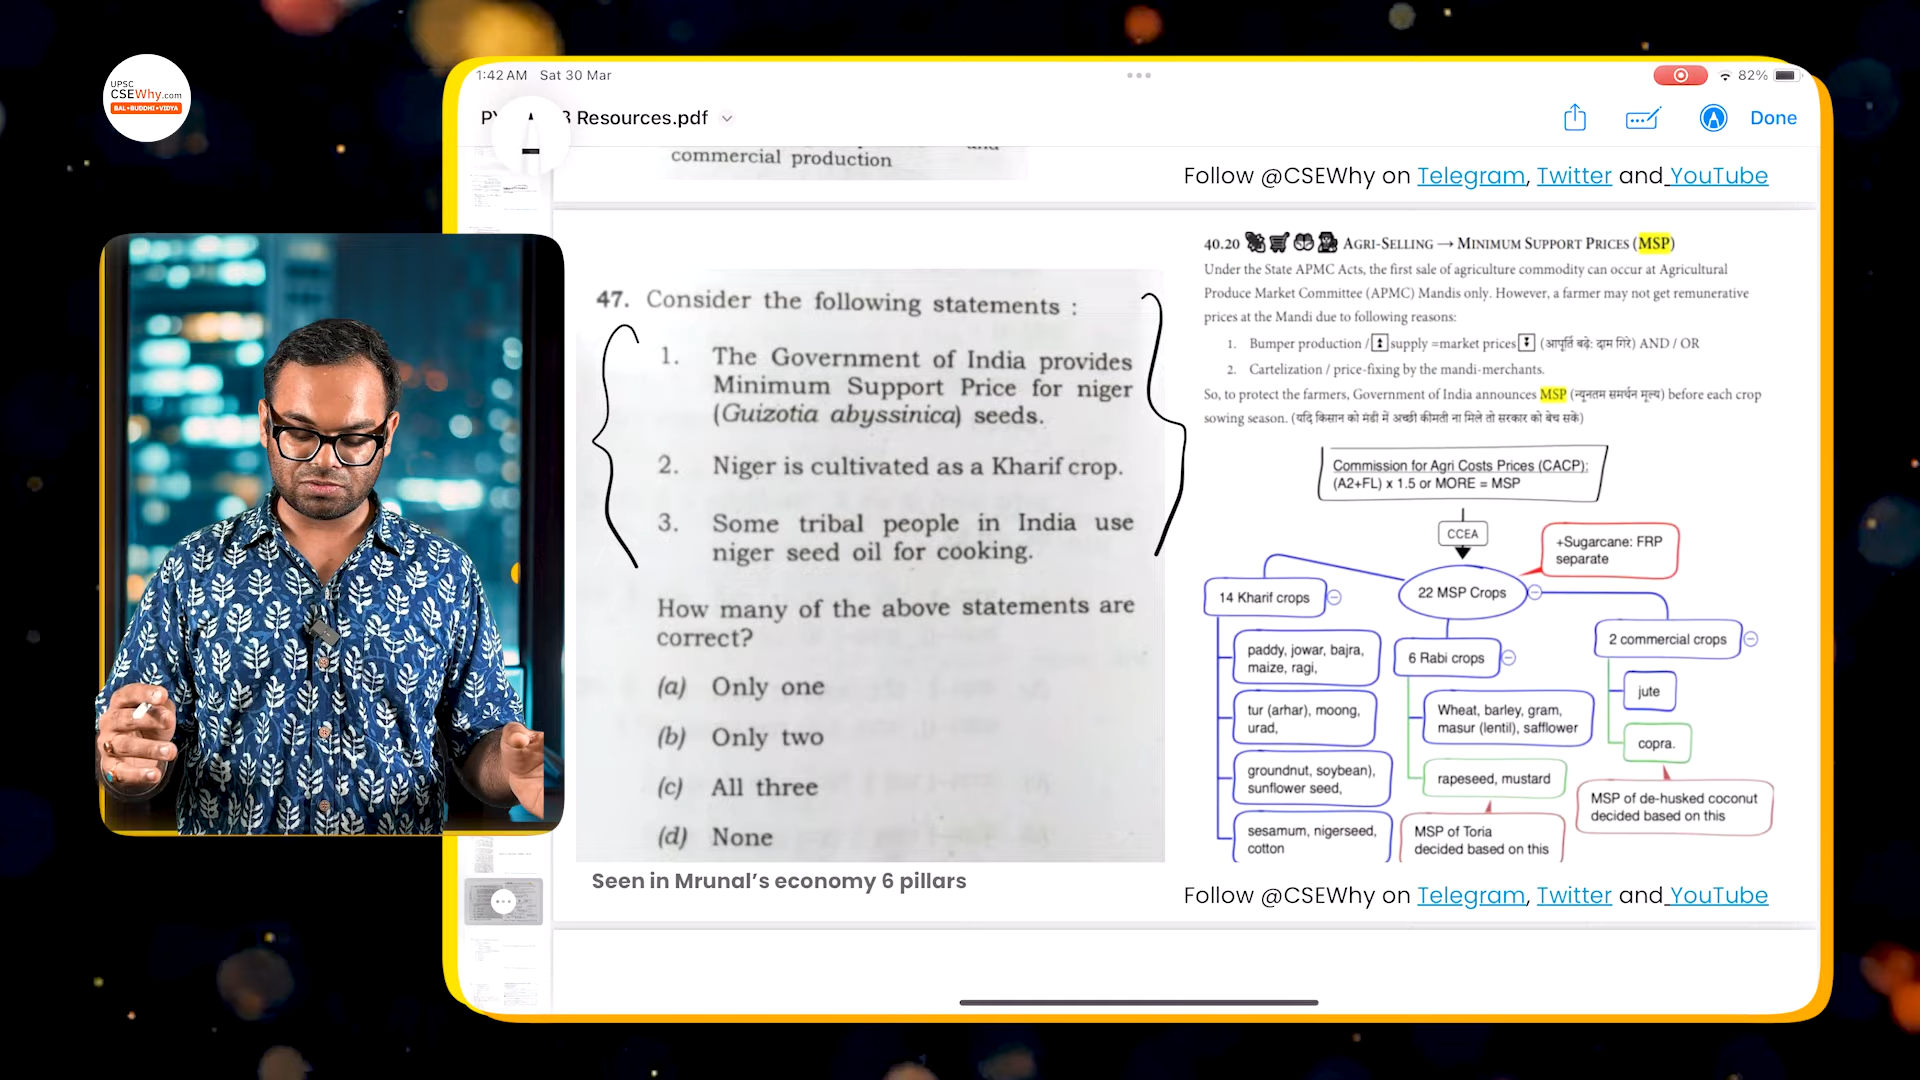 UPSC
CSEWhy.com
BAL•BUDDHI•VIDYA
1:42 AM Sat 30 Mar
82%
Resources.pdf
Done
commercial production
Follow @CSEWhy on Telegram, Twitter and YouTube
47. Consider the following statements :
1. The Government of India provides
Minimum Support Price for niger
(Guizotia abyssinica) seeds.
2. Niger is cultivated as a Kharif crop.
3. Some tribal people in India use
niger seed oil for cooking.
How many of the above statements are
correct?
(a) Only one
(b) Only two
(c) All three
(d) None
Seen in Mrunal's economy 6 pillars
40.20 AGRI-SELLING → MINIMUM SUPPORT PRICES (MSP)
Under the State APMC Acts, the first sale of agriculture commodity can occur at Agricultural
Produce Market Committee (APMC) Mandis only. However, a farmer may not get remunerative
prices at the Mandi due to following reasons:
1. Bumper production / supply =market prices (आपूर्ति बढ़े: दाम गिरे) AND / OR
2. Cartelization / price-fixing by the mandi-merchants.
So, to protect the farmers, Government of India announces MSP (न्यूनतम समर्थन मूल्य) before each crop
sowing season. (यदि किसान को मंडी में अच्छी कीमती ना मिले तो सरकार को बेच सकें)
Commission for Agri Costs Prices (CACP):
(A2+FL) x 1.5 or MORE = MSP
CCEA
+Sugarcane: FRP
separate
22 MSP Crops
14 Kharif crops
paddy, jowar, bajra,
maize, ragi,
tur (arhar), moong,
urad,
groundnut, soybean),
sunflower seed,
sesamum, nigerseed,
cotton
6 Rabi crops
Wheat, barley, gram,
masur (lentil), safflower
rapeseed, mustard
MSP of Toria
decided based on this
2 commercial crops
jute
copra.
MSP of de-husked coconut
decided based on this
Follow @CSEWhy on Telegram, Twitter and YouTube